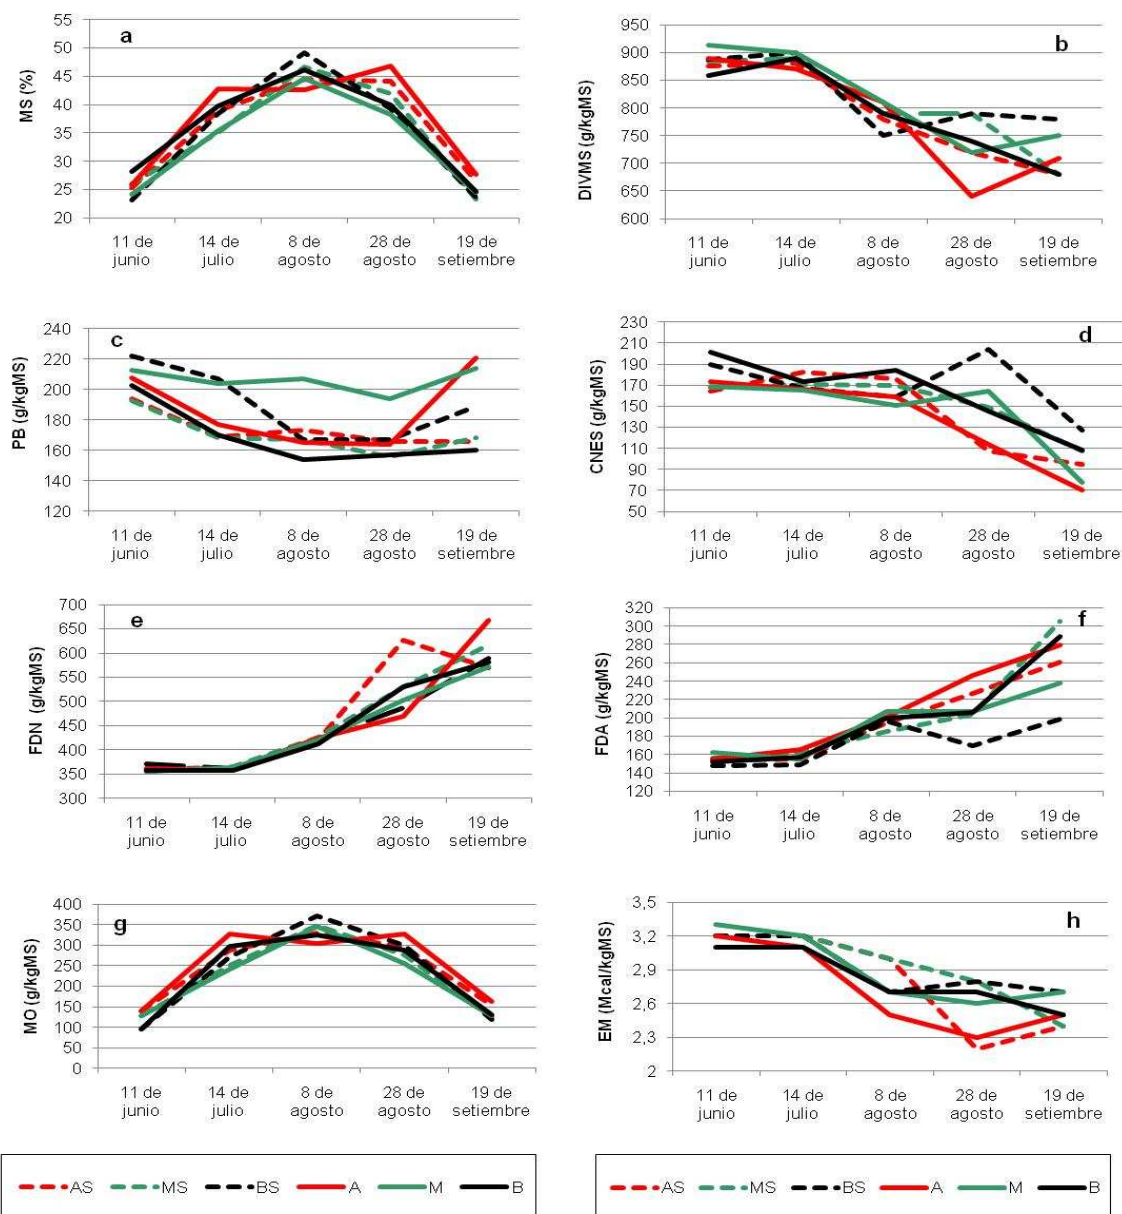 a
MS (%)
55
50
45
40
35
30
25
20
11 de
junio
14 de
julio
8 de
agosto
28 de
agosto
19 de
setiembre
b
DIVMS (g/kgMS)
950
900
850
800
750
700
650
600
11 de
junio
14 de
julio
8 de
agosto
28 de
agosto
19 de
setiembre
c
PB (g/kgMS)
240
220
200
180
160
140
120
11 de
junio
14 de
julio
8 de
agosto
28 de
agosto
19 de
setiembre
d
CNES (g/kgMS)
230
210
190
170
150
130
110
90
70
50
11 de
junio
14 de
julio
8 de
agosto
28 de
agosto
19 de
setiembre
e
FDN (g/kgMS)
700
650
600
550
500
450
400
350
300
11 de
junio
14 de
julio
8 de
agosto
28 de
agosto
19 de
setiembre
f
FDA (g/kgMS)
320
300
280
260
240
220
200
180
160
140
120
11 de
junio
14 de
julio
8 de
agosto
28 de
agosto
19 de
setiembre
g
MO (g/kgMS)
400
350
300
250
200
150
100
50
0
11 de
junio
14 de
julio
8 de
agosto
28 de
agosto
19 de
setiembre
h
EM (Mcal/kgMS)
3,5
3,2
2,9
2,6
2,3
2
11 de
junio
14 de
julio
8 de
agosto
28 de
agosto
19 de
setiembre
AS MS BS A M B
AS MS BS A M B